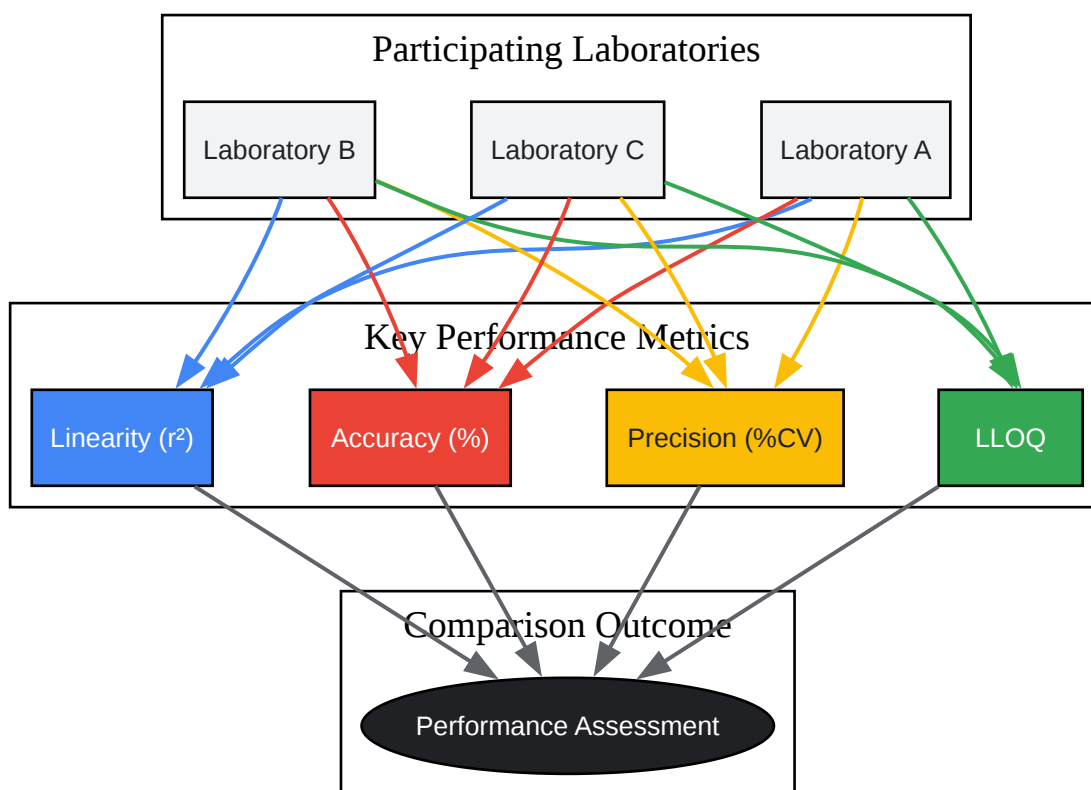 Participating Laboratories
Laboratory B
Laboratory C
Laboratory A
Key Performance Metrics
Linearity (r²)
Accuracy (%)
Precision (%CV)
LLOQ
Comparison Outcome
Performance Assessment